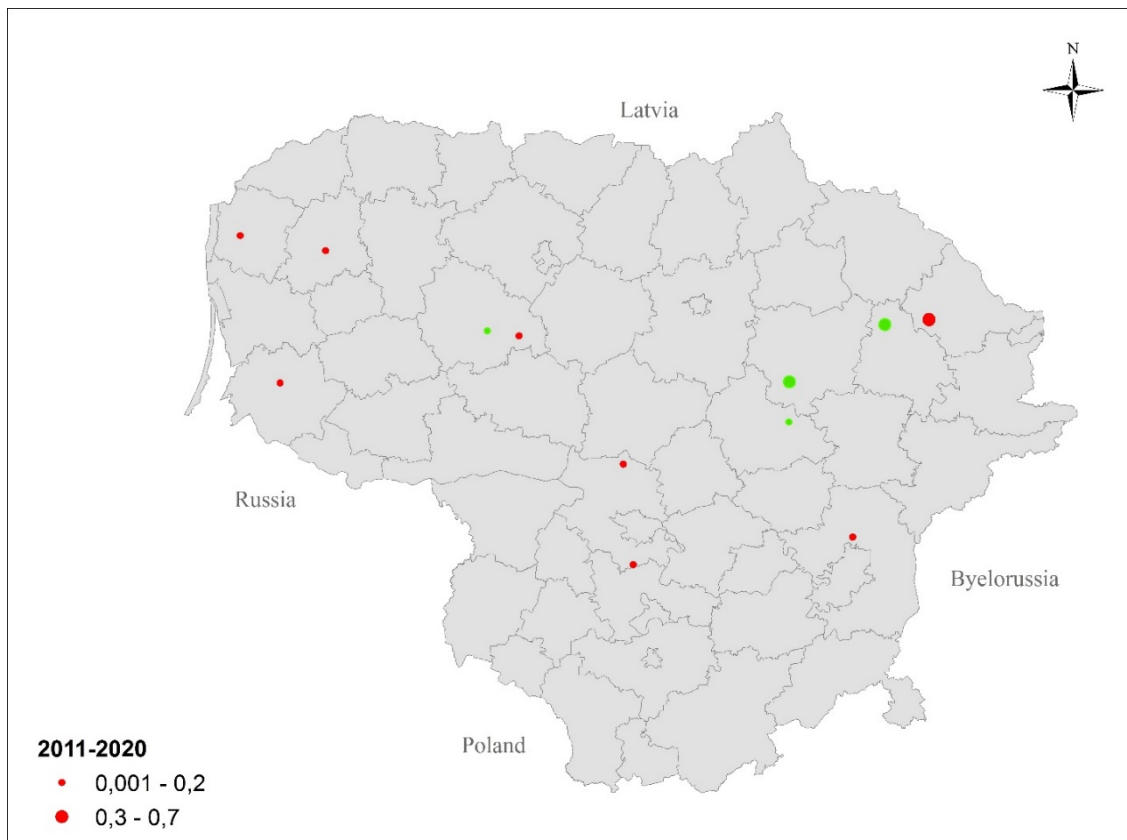 N
Latvia
Russia
Byelorussia
Poland
2011-2020
0,001 - 0,2
0,3 - 0,7